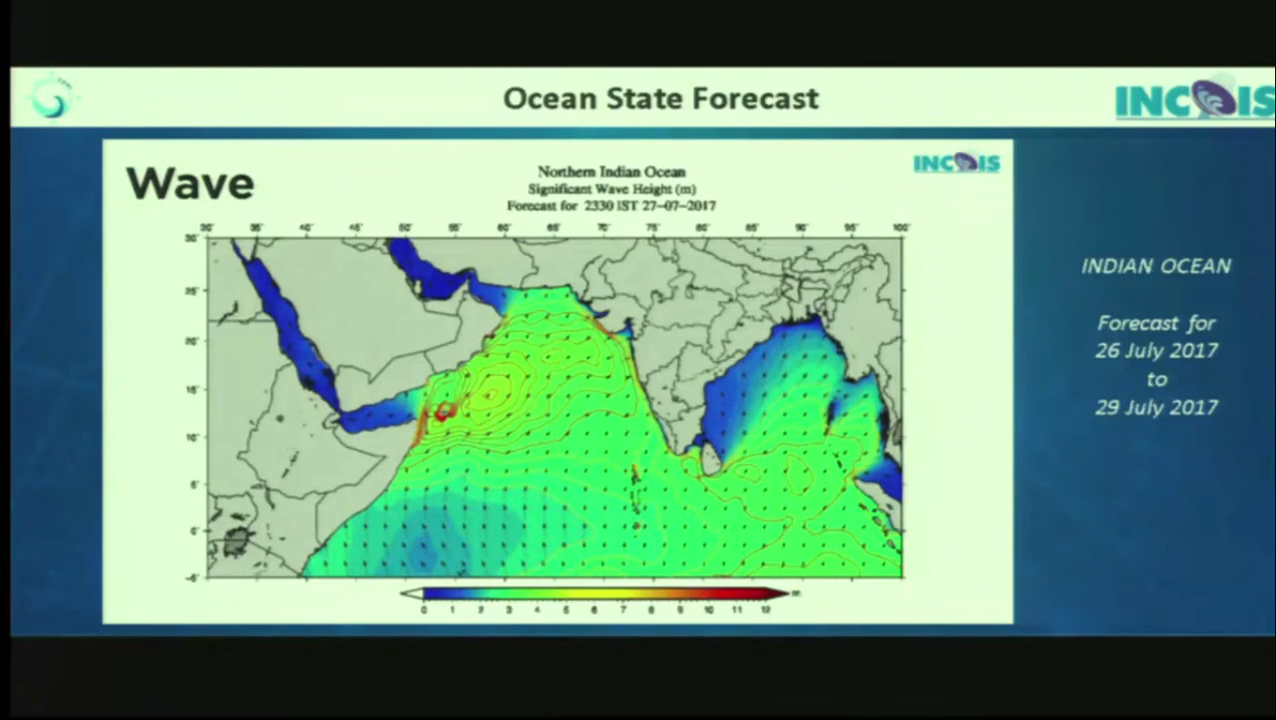 Ocean State Forecast
INCOIS
Wave
Northern Indian Ocean
Significant Wave Height (m)
Forecast for 2330 IST 27-07-2017
INCOIS
30° 35° 40° 45° 50° 55° 60° 65° 70° 75° 80° 85° 90° 95° 100°
30°
25°
20°
15°
10°
5°
0°
-5°
0 1 2 3 4 5 6 7 8 9 10 11 12 m
INDIAN OCEAN
Forecast for
26 July 2017
to
29 July 2017